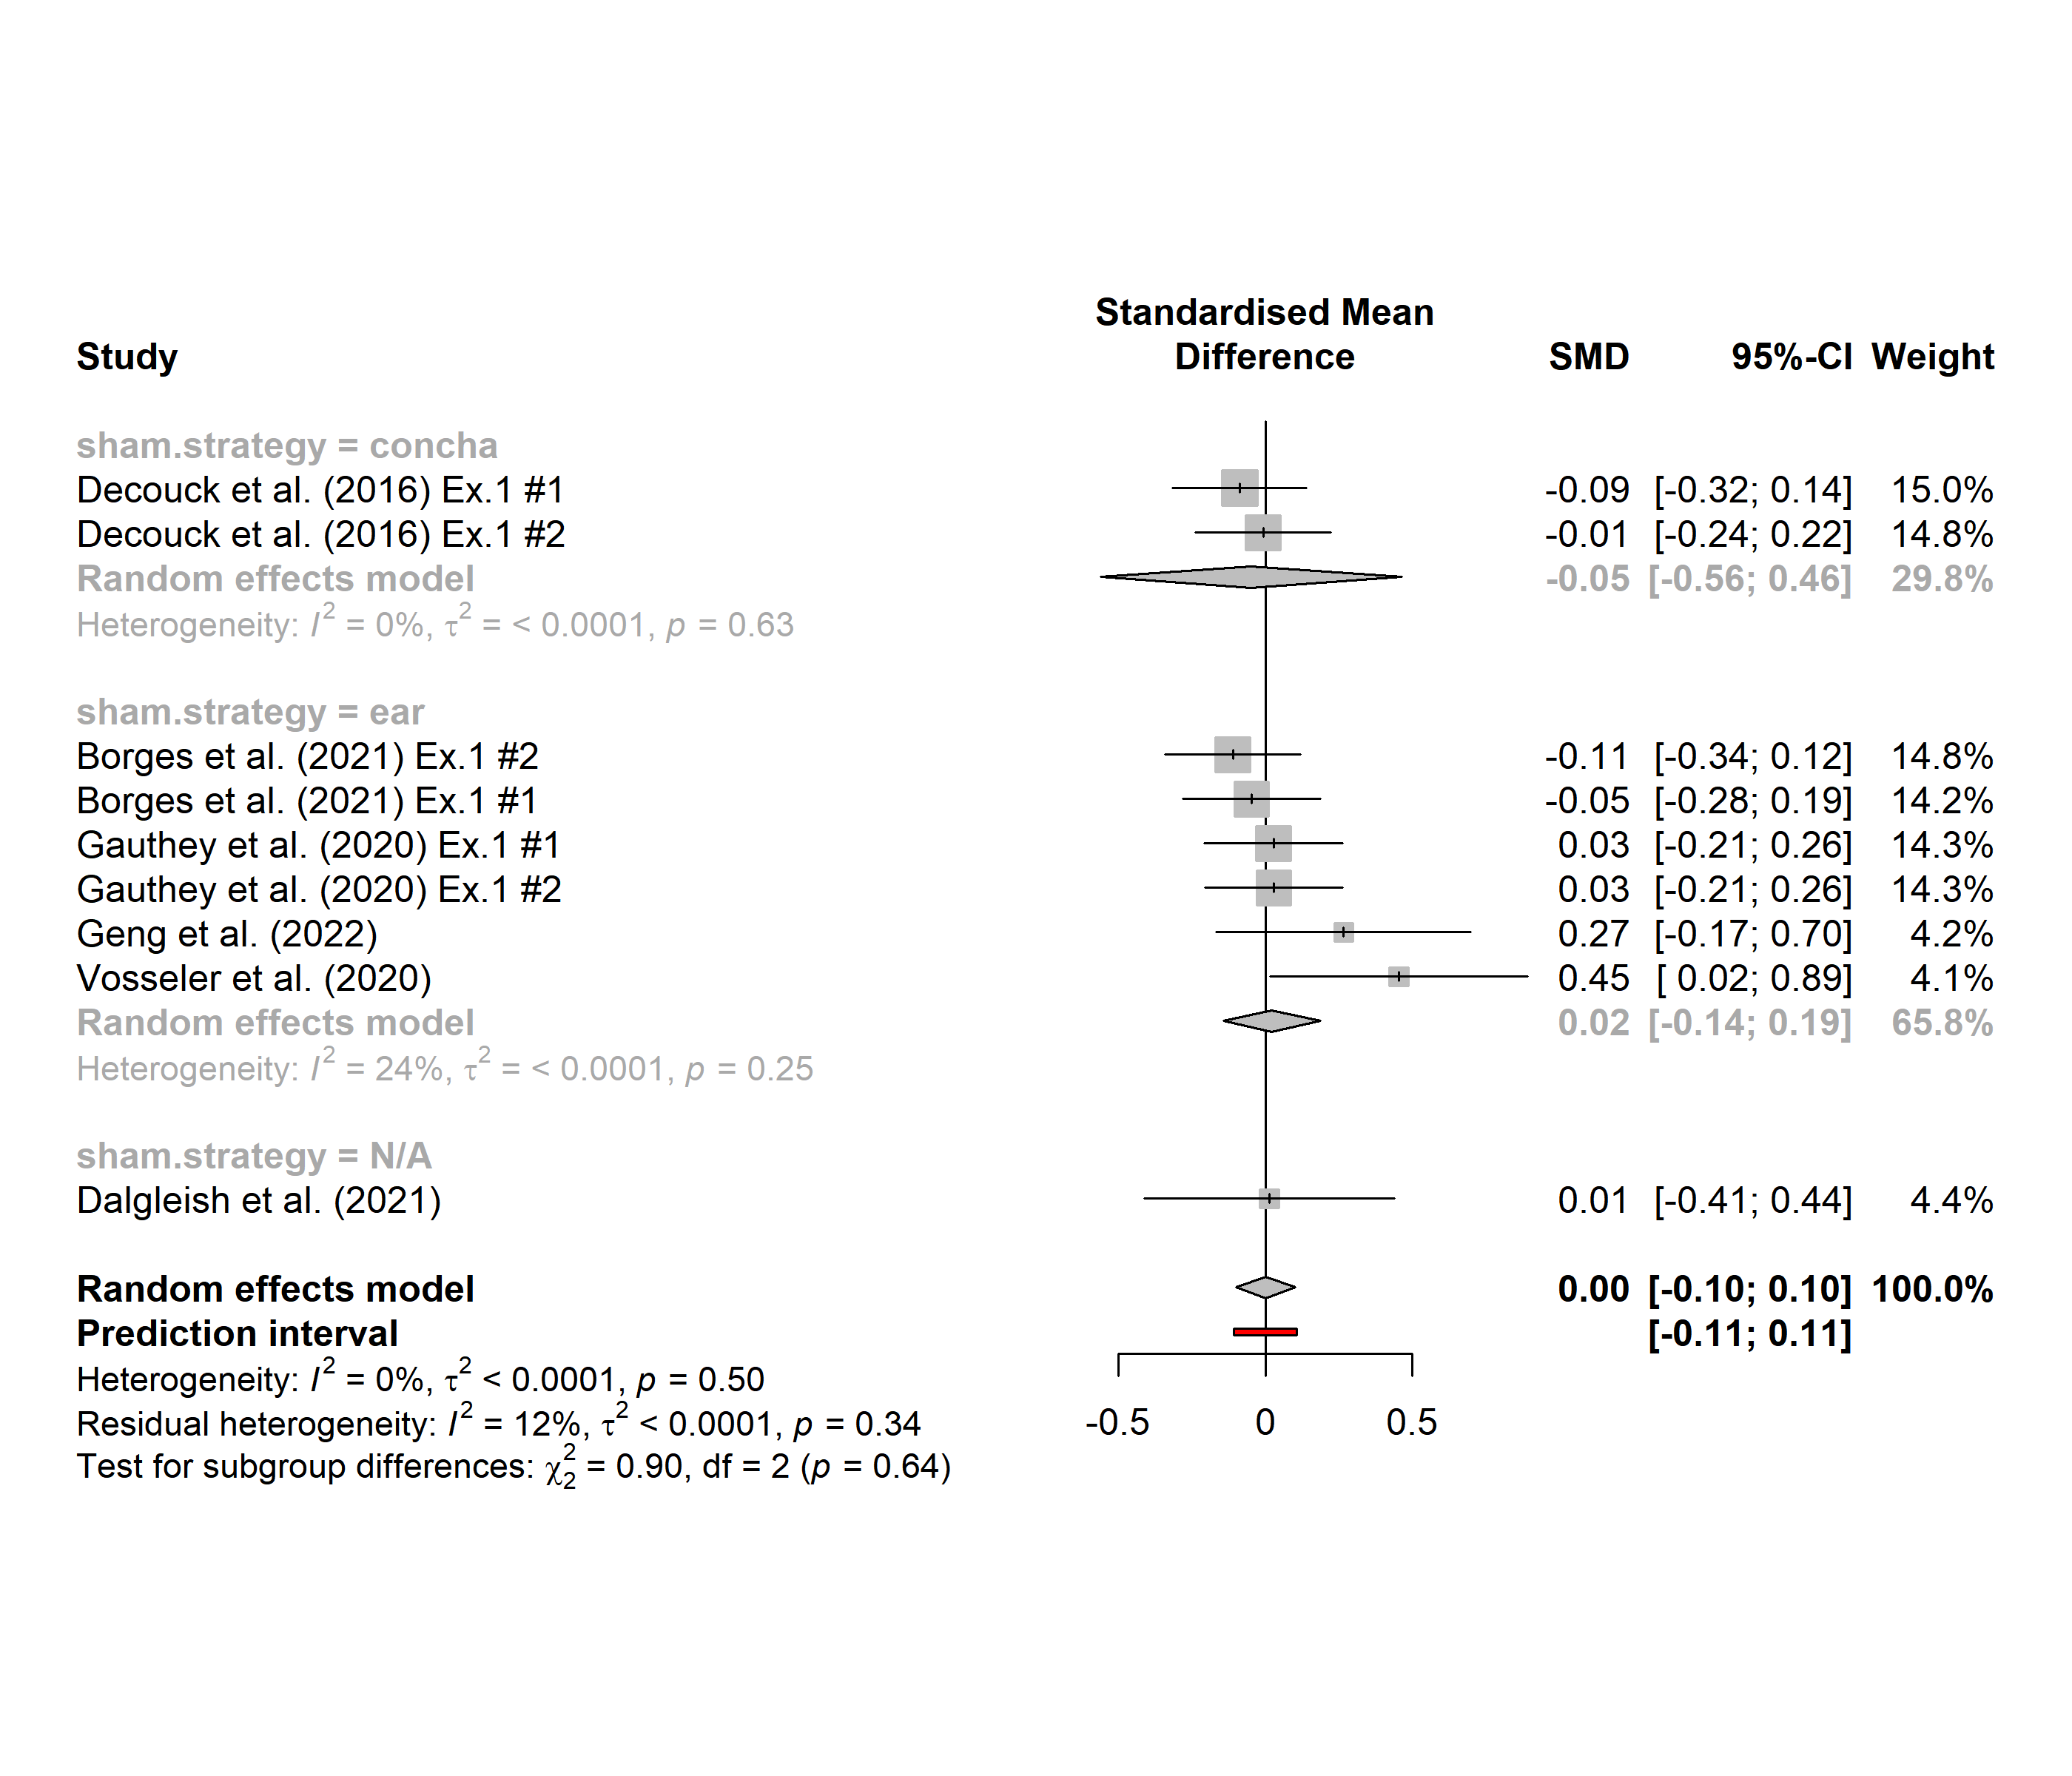 Standardised Mean
Study Difference SMD 95%-CI Weight
sham.strategy = concha
Decouck et al. (2016) Ex.1 #1 -0.09 [-0.32; 0.14] 15.0%
Decouck et al. (2016) Ex.1 #2 -0.01 [-0.24; 0.22] 14.8%
Random effects model -0.05 [-0.56; 0.46] 29.8%
Heterogeneity: I² = 0%, τ² = < 0.0001, p = 0.63
sham.strategy = ear
Borges et al. (2021) Ex.1 #2 -0.11 [-0.34; 0.12] 14.8%
Borges et al. (2021) Ex.1 #1 -0.05 [-0.28; 0.19] 14.2%
Gauthey et al. (2020) Ex.1 #1 0.03 [-0.21; 0.26] 14.3%
Gauthey et al. (2020) Ex.1 #2 0.03 [-0.21; 0.26] 14.3%
Geng et al. (2022) 0.27 [-0.17; 0.70] 4.2%
Vosseler et al. (2020) 0.45 [ 0.02; 0.89] 4.1%
Random effects model 0.02 [-0.14; 0.19] 65.8%
Heterogeneity: I² = 24%, τ² = < 0.0001, p = 0.25
sham.strategy = N/A
Dalgleish et al. (2021) 0.01 [-0.41; 0.44] 4.4%
Random effects model 0.00 [-0.10; 0.10] 100.0%
Prediction interval [-0.11; 0.11]
Heterogeneity: I² = 0%, τ² < 0.0001, p = 0.50
Residual heterogeneity: I² = 12%, τ² < 0.0001, p = 0.34
-0.5 0 0.5
Test for subgroup differences: χ²₂ = 0.90, df = 2 (p = 0.64)